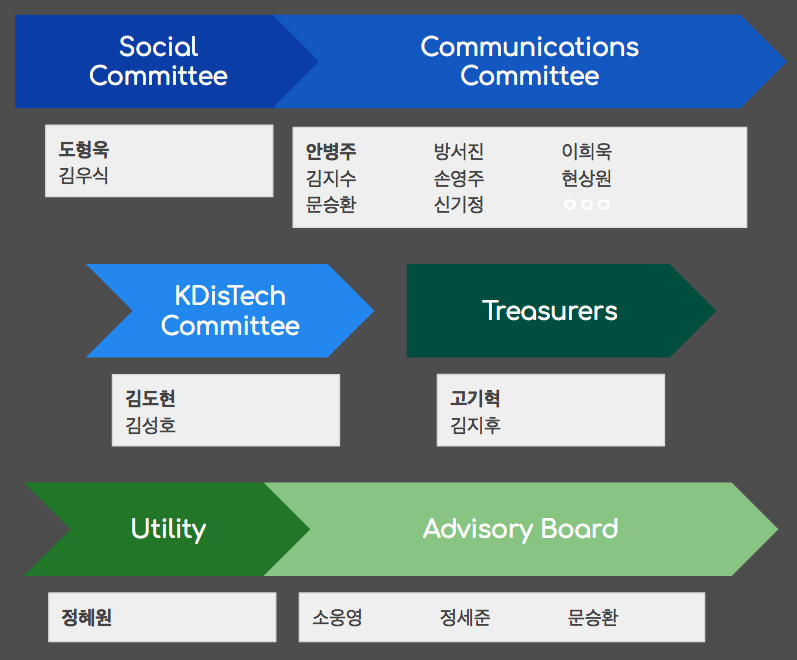 Social
Committee
Communications
Committee
도형욱
김우식
안병주 방서진 이희욱
김지수 손영주 현상원
문승환 신기정 ㅇㅇㅇ
KDisTech
Committee
Treasurers
김도현
김성호
고기혁
김지후
Utility
Advisory Board
정혜원
소웅영 정세준 문승환